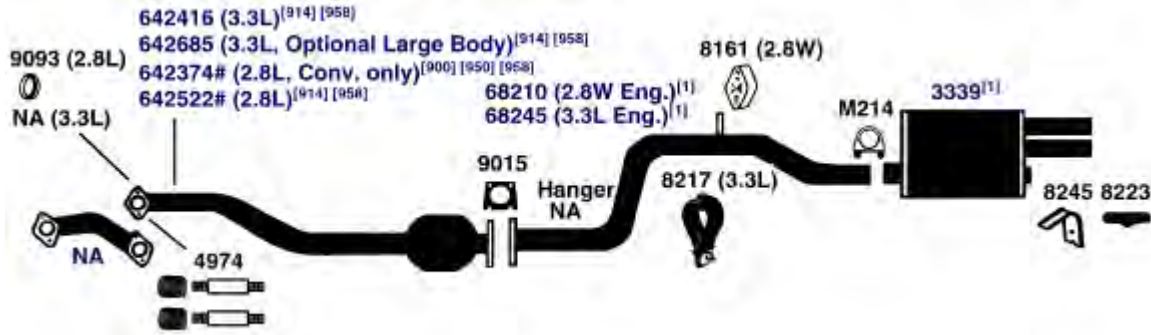 642416 (3.3L)[914] [958]
642685 (3.3L, Optional Large Body)[914] [958]
642374# (2.8L, Conv. only)[900] [950] [958]
642522# (2.8L)[914] [958]
9093 (2.8L)
NA (3.3L)
68210 (2.8W Eng.)[1]
68245 (3.3L Eng.)[1]
8161 (2.8W)
M214
3339[1]
9015
Hanger
NA
8217 (3.3L)
8245 8223
NA
4974